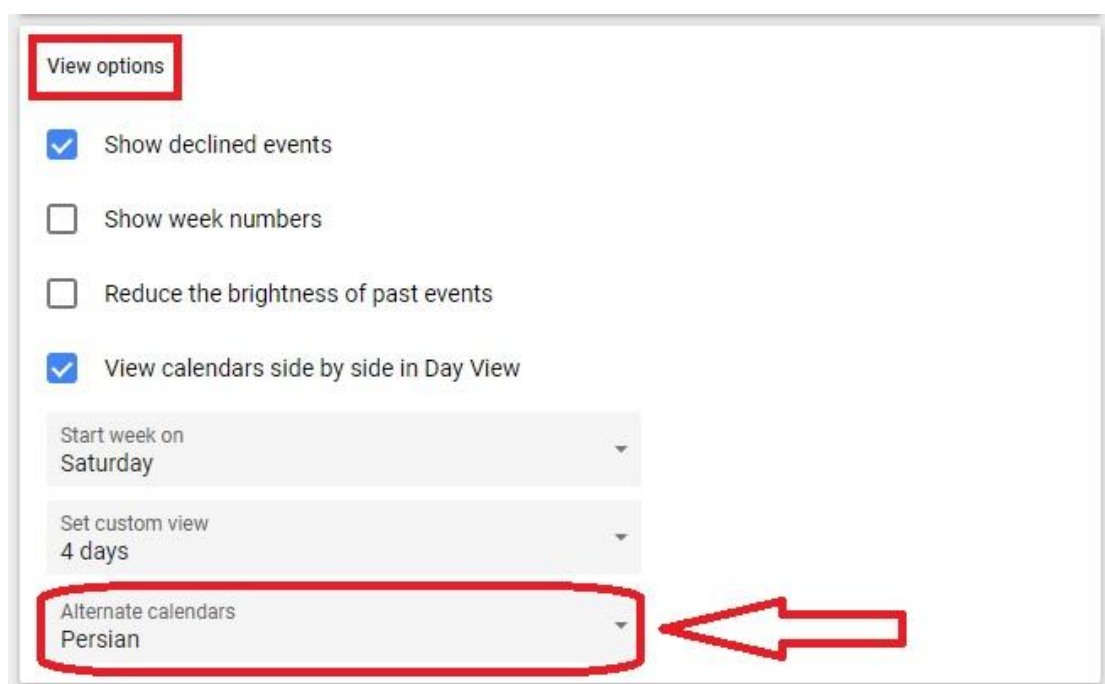 View options
Show declined events
Show week numbers
Reduce the brightness of past events
View calendars side by side in Day View
Start week on
Saturday
Set custom view
4 days
Alternate calendars
Persian